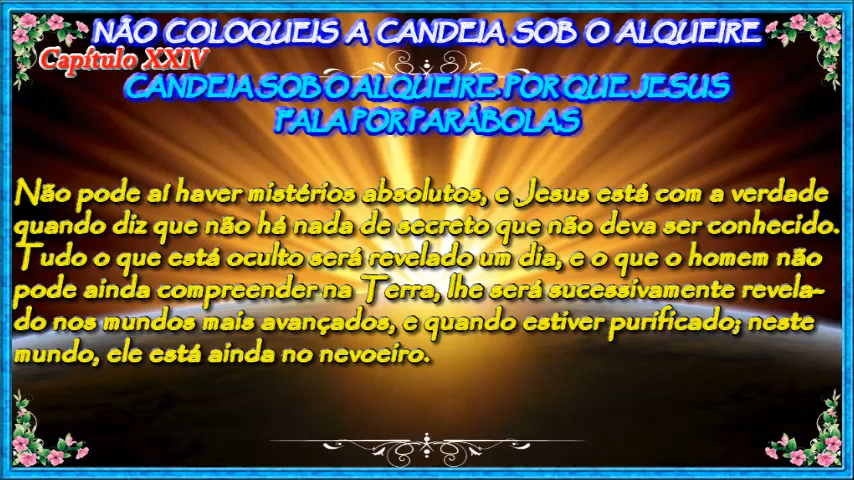 NÃO COLOQUEIS A CANDEIA SOB O ALQUEIRE
Capítulo XXIV
CANDEIA SOB O ALQUEIRE. POR QUE JESUS
FALA POR PARÁBOLAS
Não pode aí haver mistérios absolutos, e Jesus está com a verdade
quando diz que não há nada de secreto que não deva ser conhecido.
Tudo o que está oculto será revelado um dia, e o que o homem não
pode ainda compreender na Terra, lhe será sucessivamente revela-
do nos mundos mais avançados, e quando estiver purificado; neste
mundo, ele está ainda no nevoeiro.